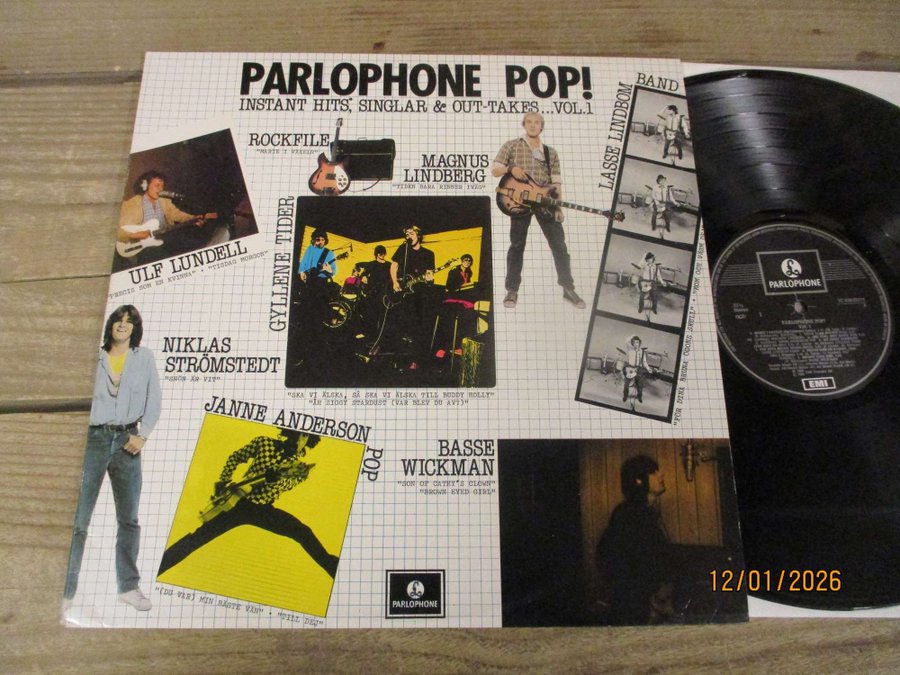 PARLOPHONE POP!
INSTANT HITS, SINGLAR & OUT-TAKES...VOL.1
ROCKFILE
MAGNUS
LINDBERG
"TIDEN BARA RINNER IVÄG"
LASSE LINDBOM
BAND
"FÖR DINA BRUNA ÖGONS SKULL"
ULF LUNDELL
"PRECIS SOM EN KVINNA" · "TISDAG MORGON"
GYLLENE TIDER
"SKA VI ÄLSKA, SÅ SKA VI ÄLSKA TILL BUDDY HOLLY"
"ÅH ZIGGY STARDUST (VAR BLEV DU AV?)"
NIKLAS
STRÖMSTEDT
"SNÖN ÄR VIT"
JANNE ANDERSON
POP
"(DU VAR) MIN BÄSTE VÄN" · "TILL DEJ"
BASSE
WICKMAN
"SON OF CATHY'S CLOWN"
"BROWN EYED GIRL"
PARLOPHONE
PARLOPHONE
PARLOPHONE POP!
EMI
12/01/2026